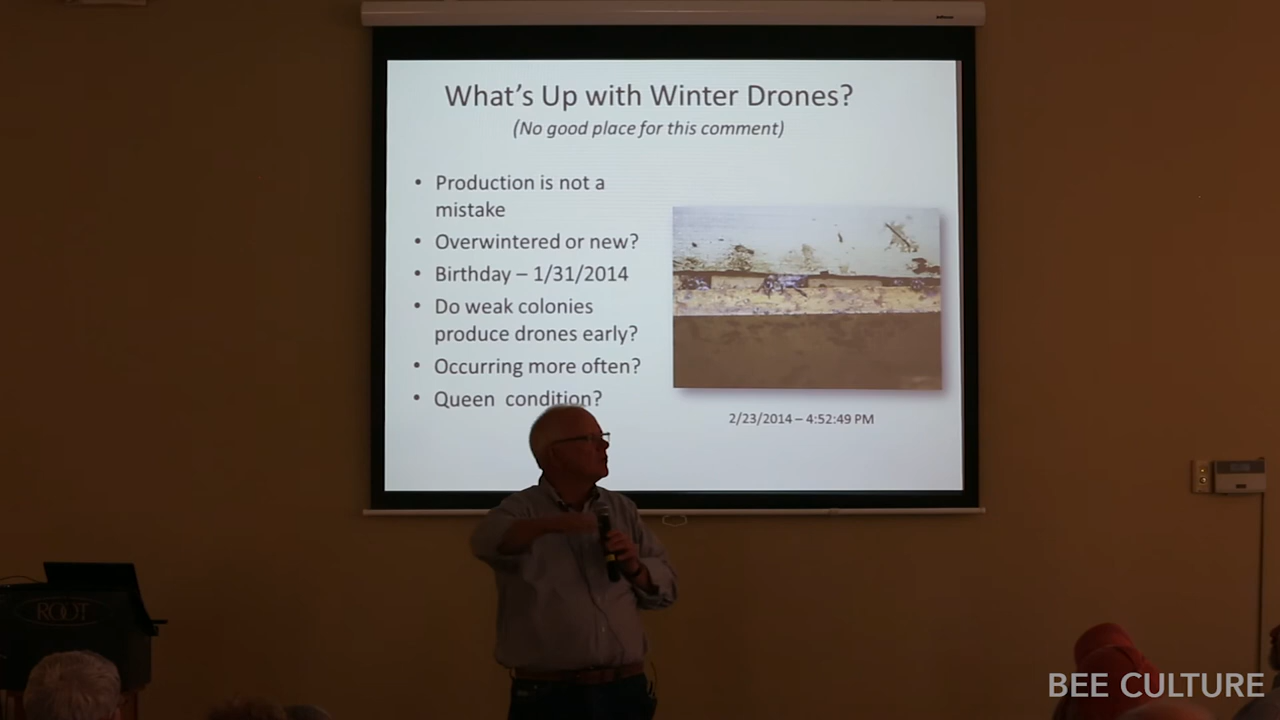 What's Up with Winter Drones?
(No good place for this comment)
• Production is not a
mistake
• Overwintered or new?
• Birthday – 1/31/2014
• Do weak colonies
produce drones early?
• Occurring more often?
• Queen condition?
2/23/2014 – 4:52:49 PM
ROOT
BEE CULTURE